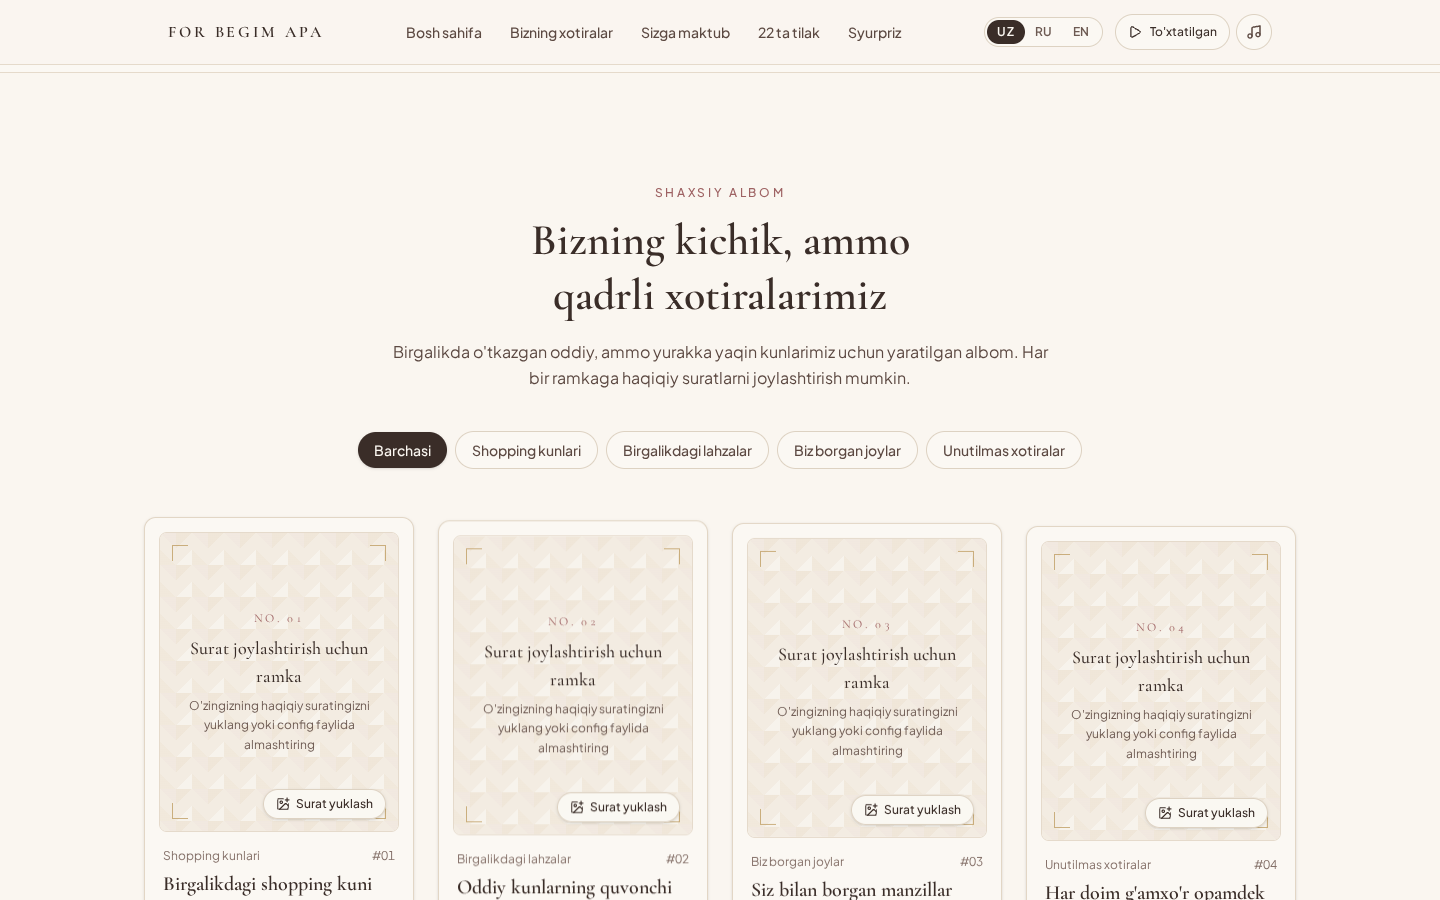 FOR BEGIM APA
Bosh sahifa
Bizning xotiralar
Sizga maktub
22 ta tilak
Syurpriz
UZ
RU
EN
To'xtatilgan
SHAXSIY ALBOM
Bizning kichik, ammo
qadrli xotiralarimiz
Birgalikda o'tkazgan oddiy, ammo yurakka yaqin kunlarimiz uchun yaratilgan albom. Har
bir ramkaga haqiqiy suratlarni joylashtirish mumkin.
Barchasi
Shopping kunlari
Birgalikdagi lahzalar
Biz borgan joylar
Unutilmas xotiralar
NO. 01
Surat joylashtirish uchun
ramka
O'zingizning haqiqiy suratingizni
yuklang yoki config faylida
almashtiring
Surat yuklash
Shopping kunlari
#01
Birgalikdagi shopping kuni
NO. 02
Surat joylashtirish uchun
ramka
O'zingizning haqiqiy suratingizni
yuklang yoki config faylida
almashtiring
Surat yuklash
Birgalikdagi lahzalar
#02
Oddiy kunlarning quvonchi
NO. 03
Surat joylashtirish uchun
ramka
O'zingizning haqiqiy suratingizni
yuklang yoki config faylida
almashtiring
Surat yuklash
Biz borgan joylar
#03
Siz bilan borgan manzillar
NO. 04
Surat joylashtirish uchun
ramka
O'zingizning haqiqiy suratingizni
yuklang yoki config faylida
almashtiring
Surat yuklash
Unutilmas xotiralar
#04
Har doim g'amxo'r opamdek